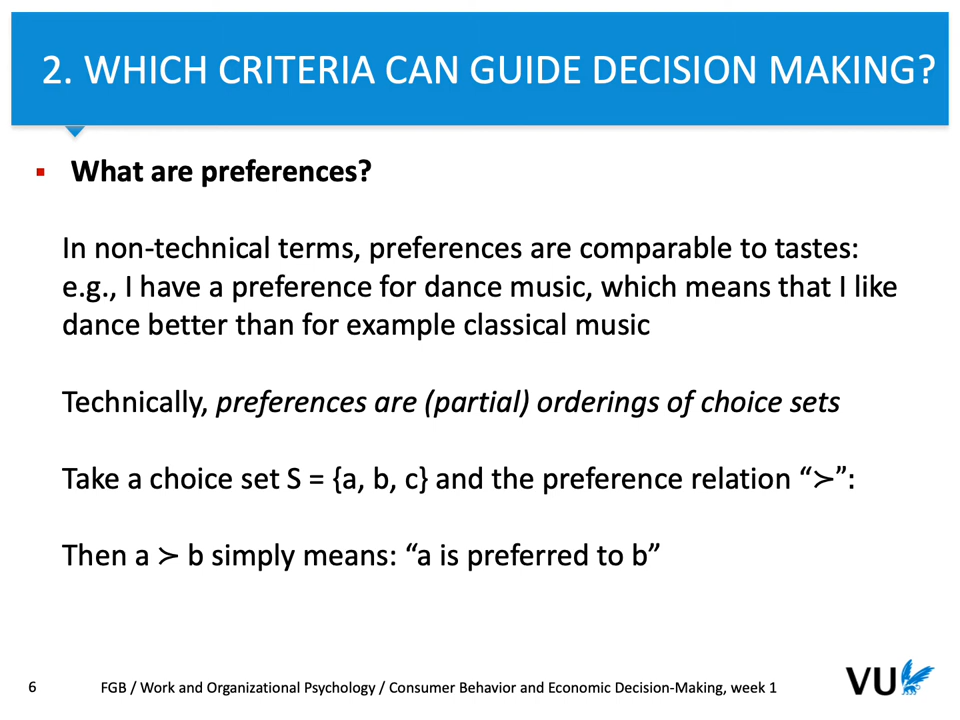 2. WHICH CRITERIA CAN GUIDE DECISION MAKING?
▪ What are preferences?
In non-technical terms, preferences are comparable to tastes:
e.g., I have a preference for dance music, which means that I like
dance better than for example classical music
Technically, preferences are (partial) orderings of choice sets
Take a choice set S = {a, b, c} and the preference relation “≻”:
Then a ≻ b simply means: “a is preferred to b”
6
FGB / Work and Organizational Psychology / Consumer Behavior and Economic Decision-Making, week 1
VU